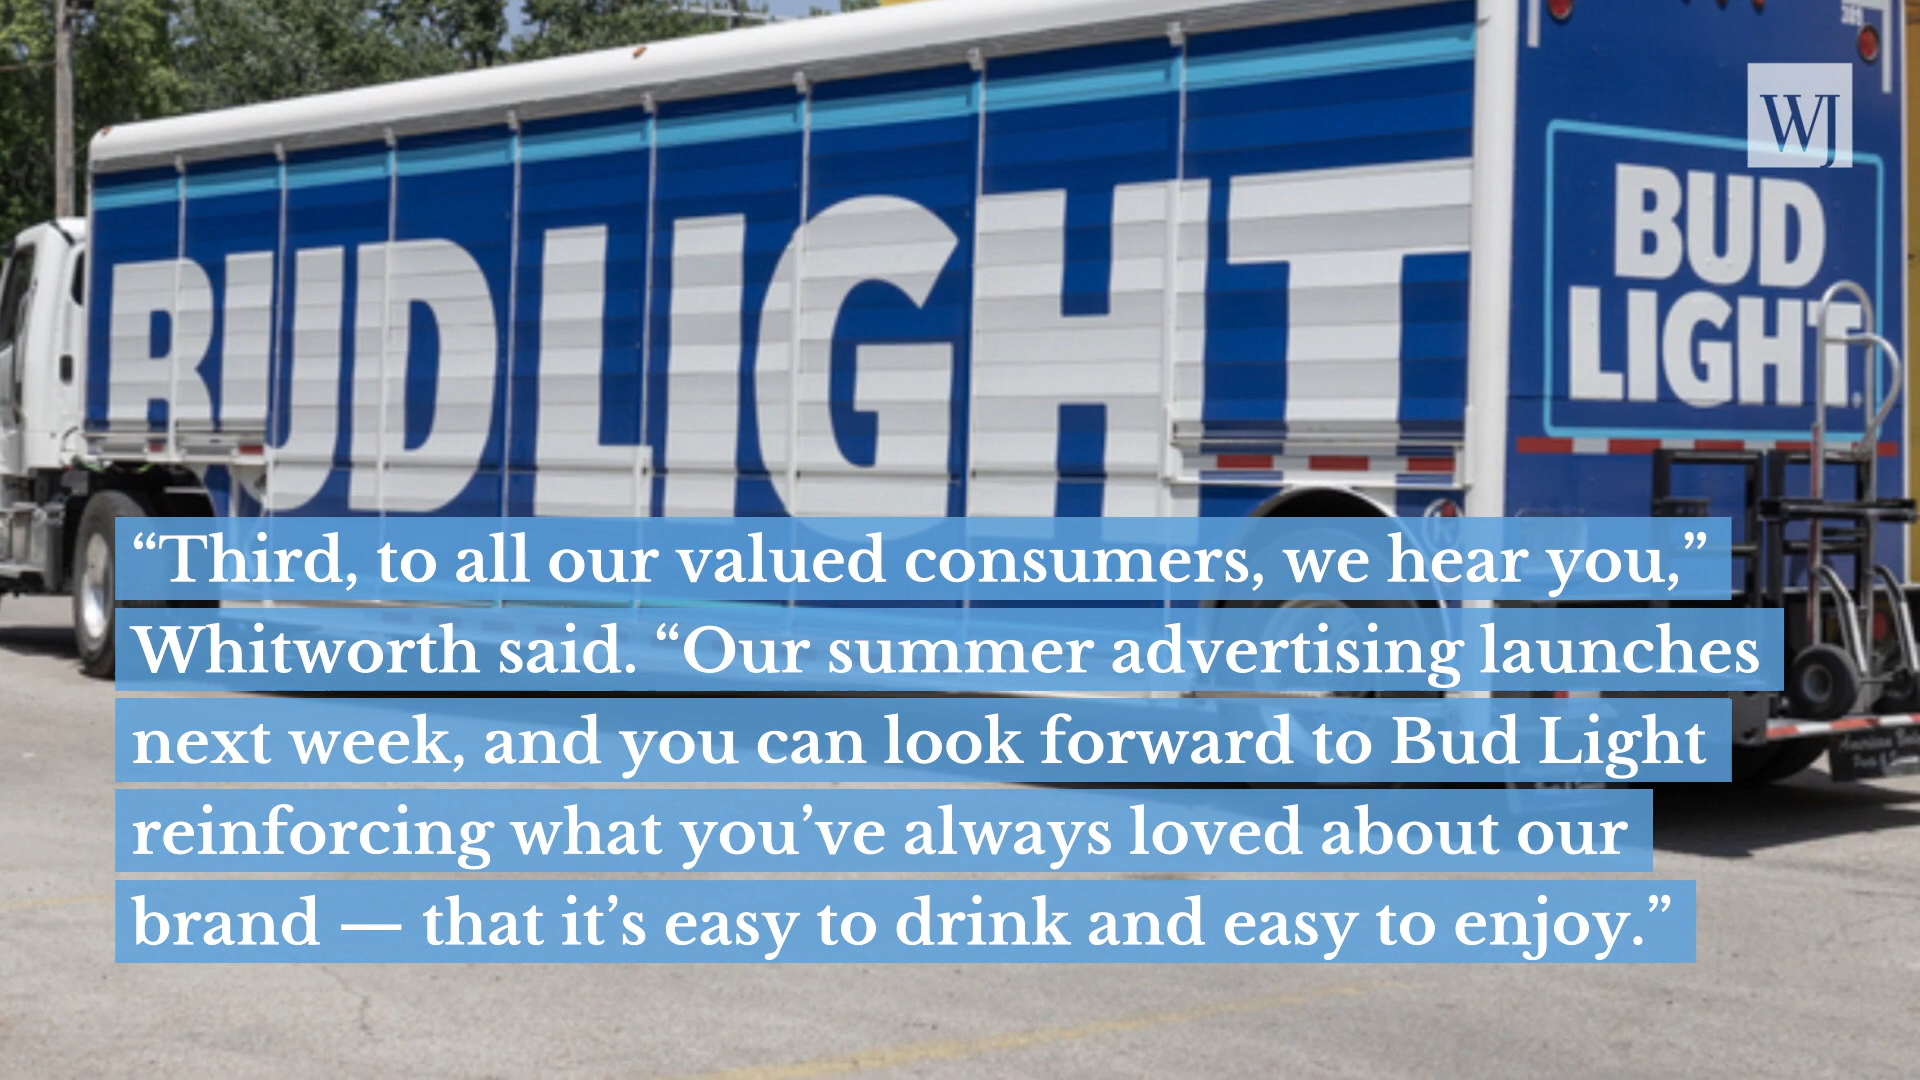 389
WJ
BUD LIGHT
BUD
LIGHT
“Third, to all our valued consumers, we hear you,”
Whitworth said. “Our summer advertising launches
next week, and you can look forward to Bud Light
reinforcing what you’ve always loved about our
brand — that it’s easy to drink and easy to enjoy.”